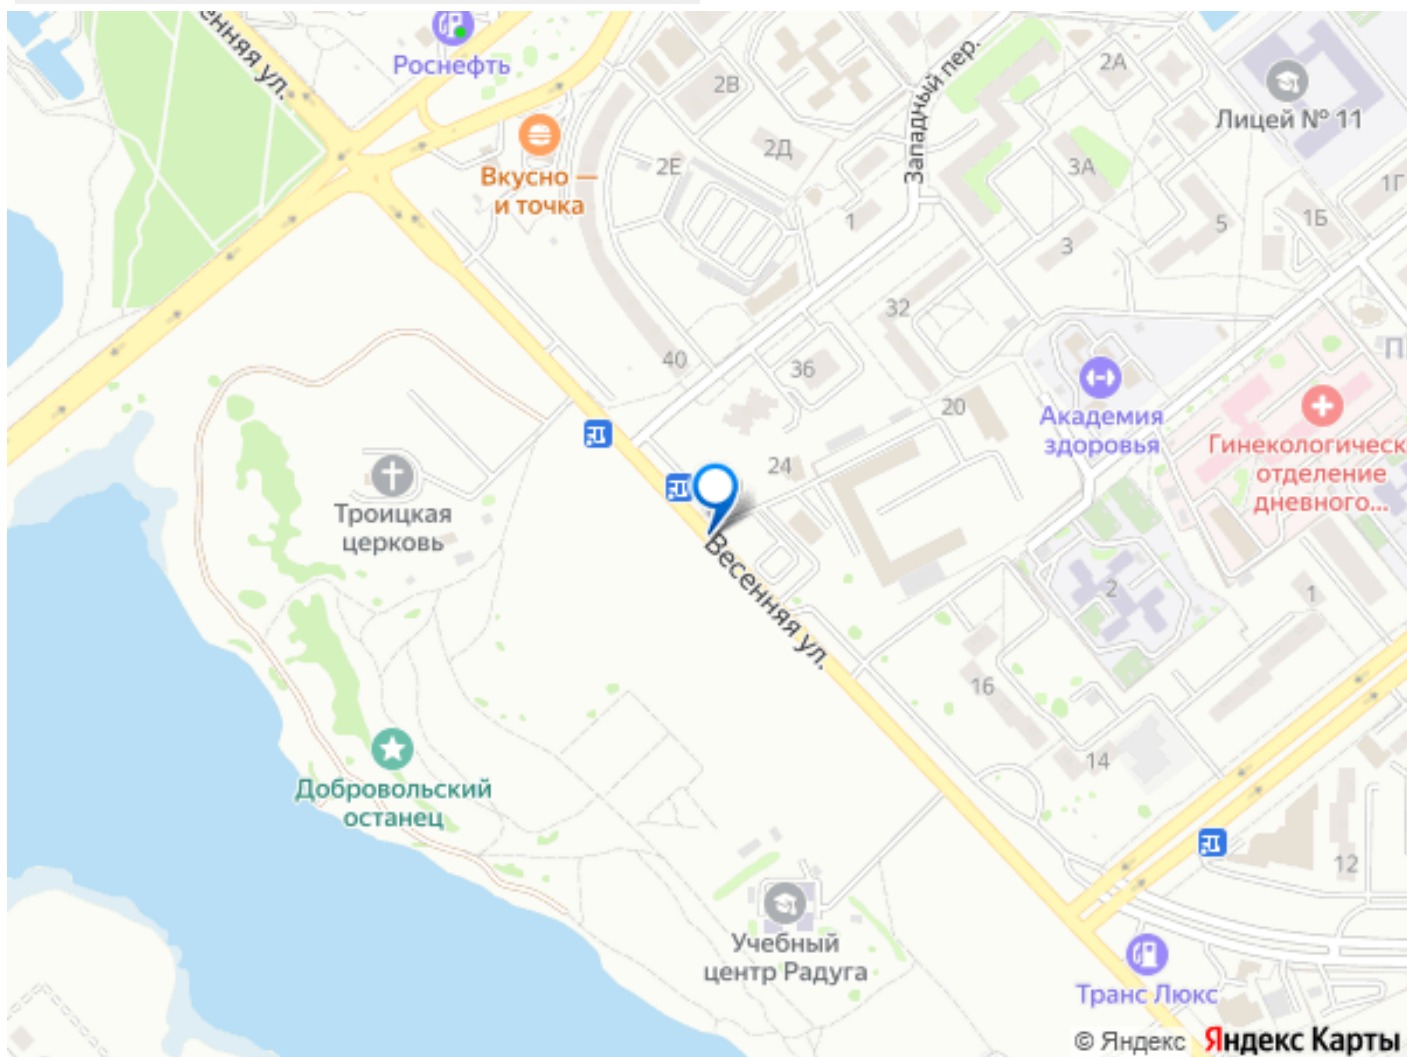 Весенняя ул.
Роснефть
Вкусно —
и точка
2В
2Д
2Е
Западный пер.
2А
Лицей № 11
3А
1Г
1Б
5
1
3
32
40
36
П
20
24
Академия
здоровья
Гинекологическ
отделение
дневного...
Троицкая
церковь
Весенняя ул.
2
1
16
14
12
Добровольский
останец
Учебный
центр Радуга
Транс Люкс
© Яндекс Яндекс Карты